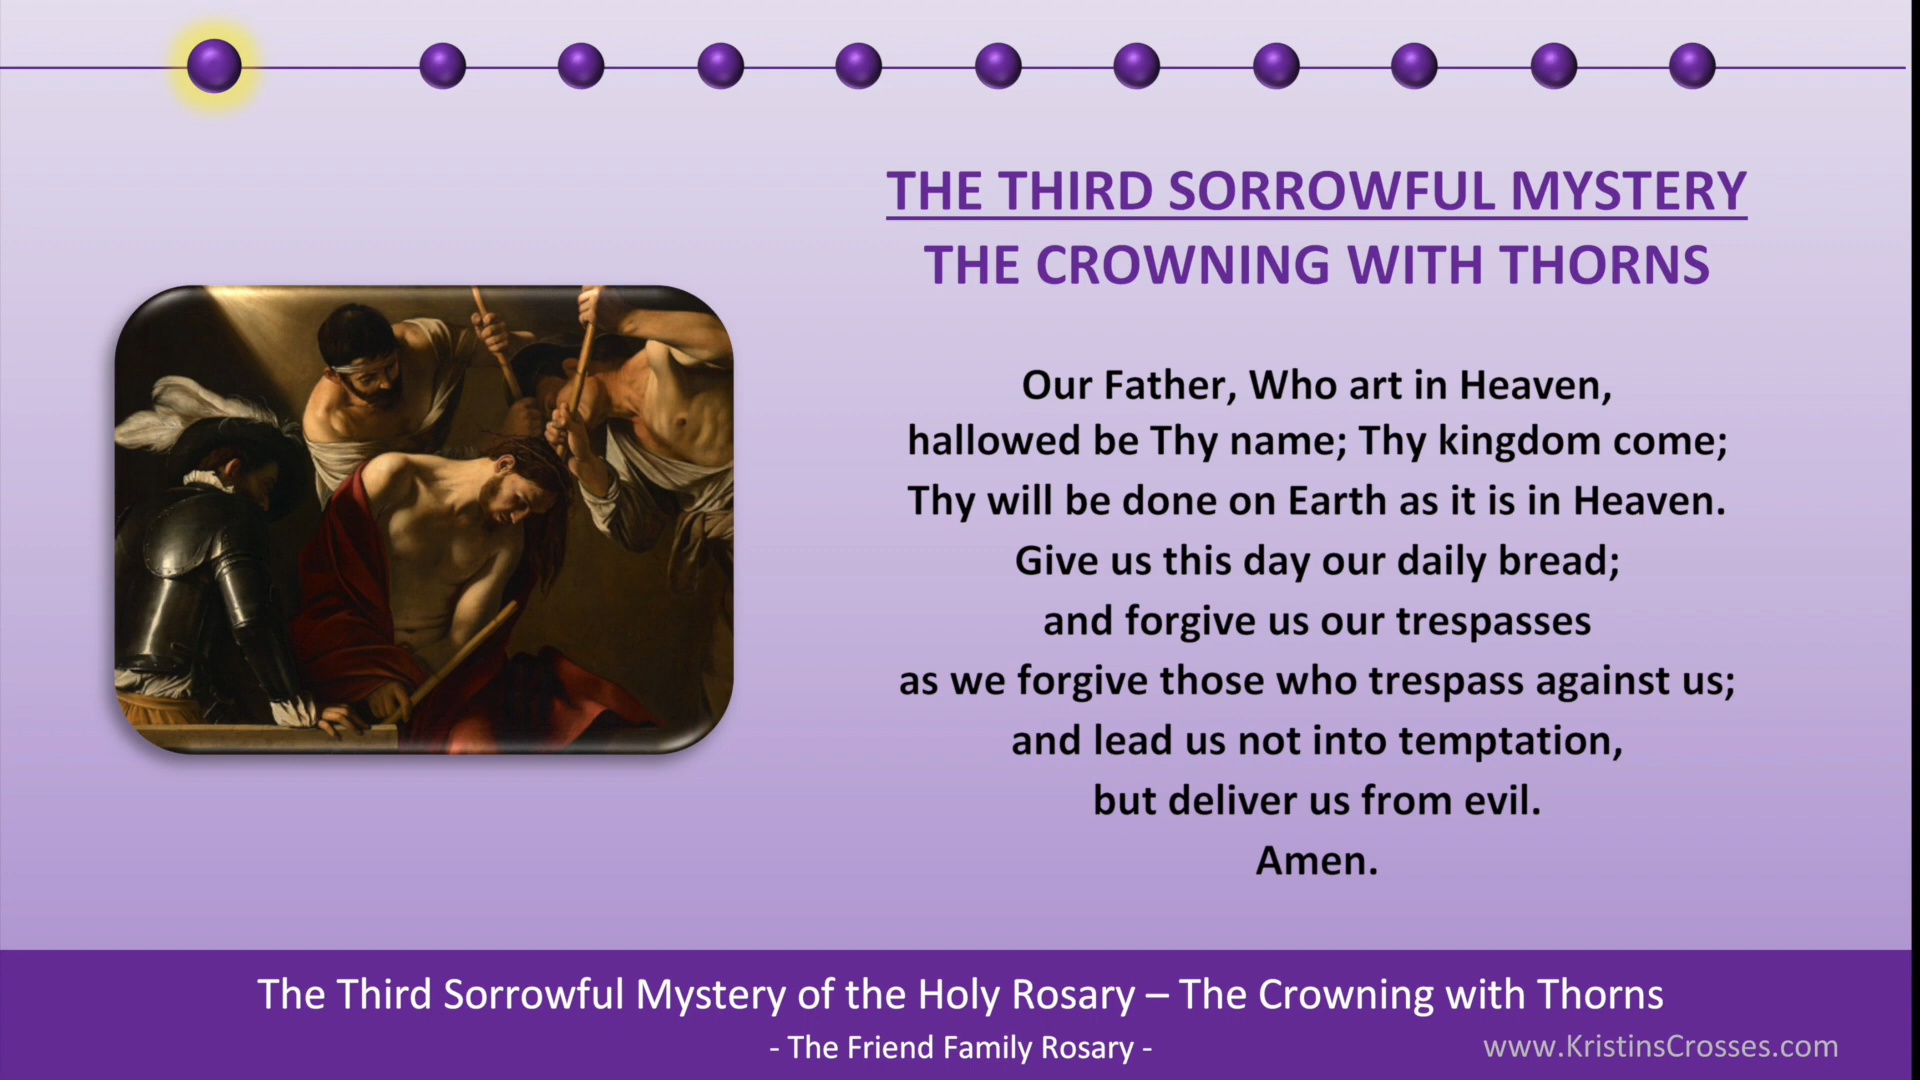 THE THIRD SORROWFUL MYSTERY
THE CROWNING WITH THORNS
Our Father, Who art in Heaven,
hallowed be Thy name; Thy kingdom come;
Thy will be done on Earth as it is in Heaven.
Give us this day our daily bread;
and forgive us our trespasses
as we forgive those who trespass against us;
and lead us not into temptation,
but deliver us from evil.
Amen.
The Third Sorrowful Mystery of the Holy Rosary – The Crowning with Thorns
- The Friend Family Rosary -
www.KristinsCrosses.com